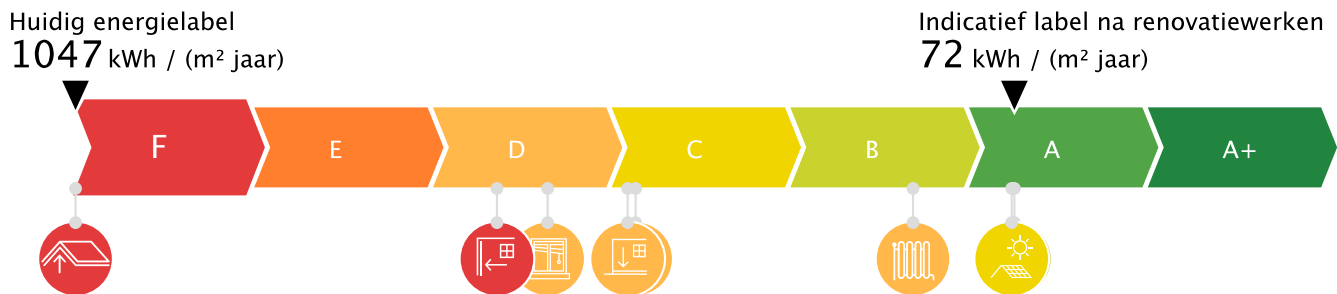 Huidig energielabel
1047 kWh / (m² jaar)
Indicatief label na renovatiewerken
72 kWh / (m² jaar)
F E D C B A A+